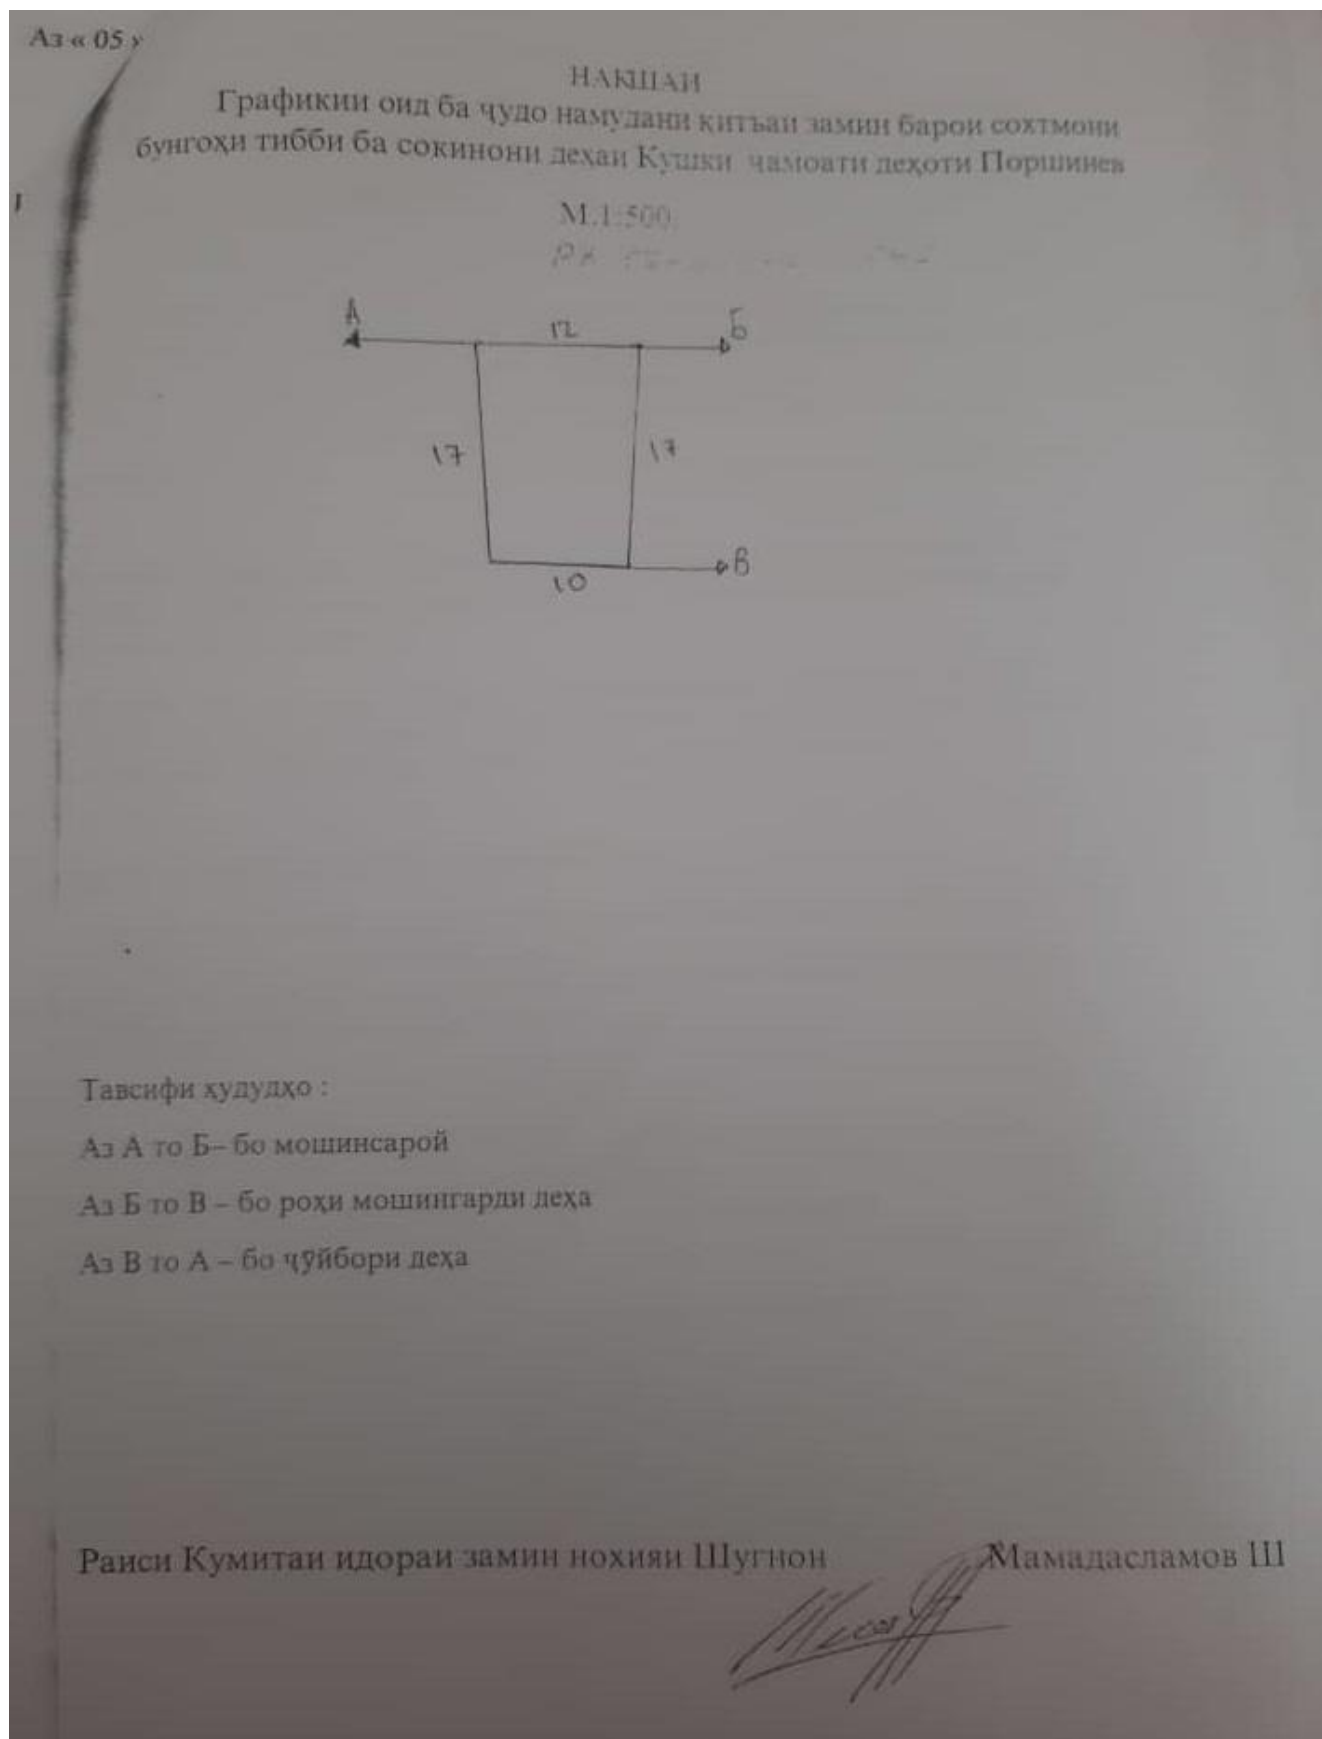 Аз « 05 »
НАКШАИ
Графикии оид ба ҷудо намудани қитъаи замин барои сохтмони
бунгоҳи тибби ба сокинони деҳаи Кушки ҷамоати деҳоти Поршинев
М.1:500
А
12
Б
17
17
10
В
Тавсифи ҳудудҳо :
Аз А то Б– бо мошинсарой
Аз Б то В – бо роҳи мошингарди деҳа
Аз В то А – бо ҷӯйбори деҳа
Раиси Кумитаи идораи замин нохияи Шугнон Мамадасламов Ш